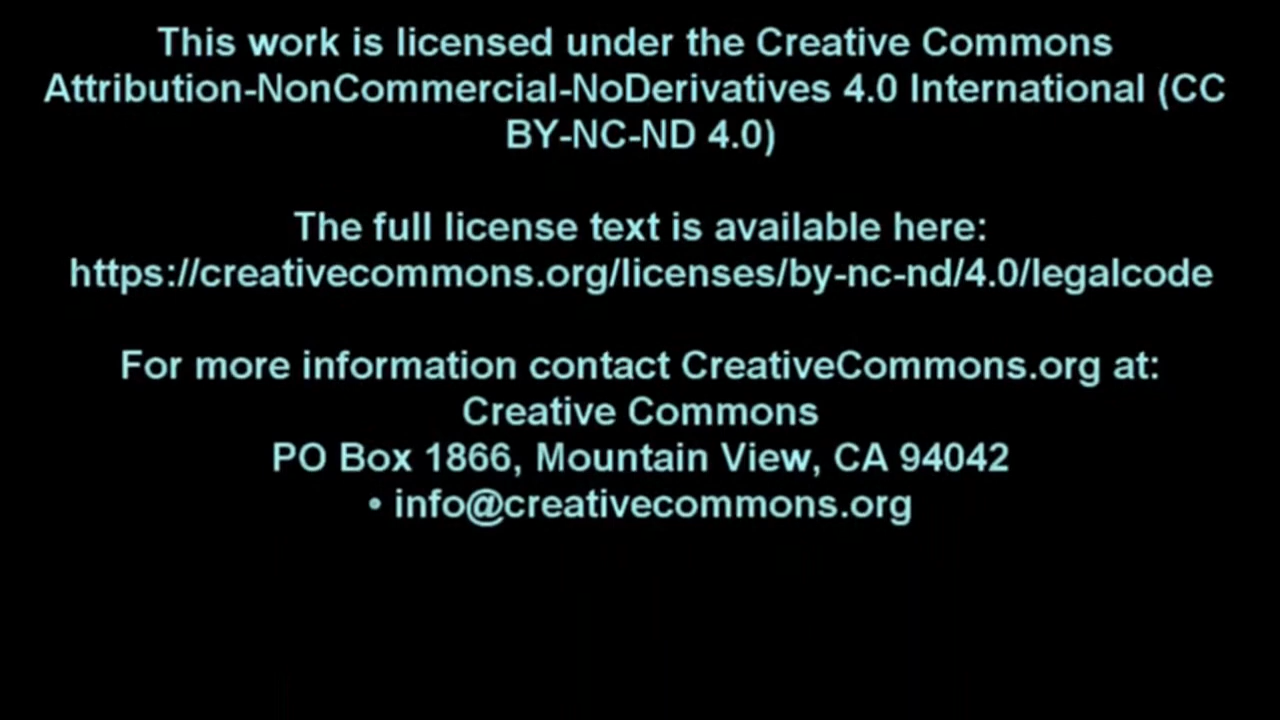 This work is licensed under the Creative Commons
Attribution-NonCommercial-NoDerivatives 4.0 International (CC
BY-NC-ND 4.0)
The full license text is available here:
https://creativecommons.org/licenses/by-nc-nd/4.0/legalcode
For more information contact CreativeCommons.org at:
Creative Commons
PO Box 1866, Mountain View, CA 94042
• info@creativecommons.org